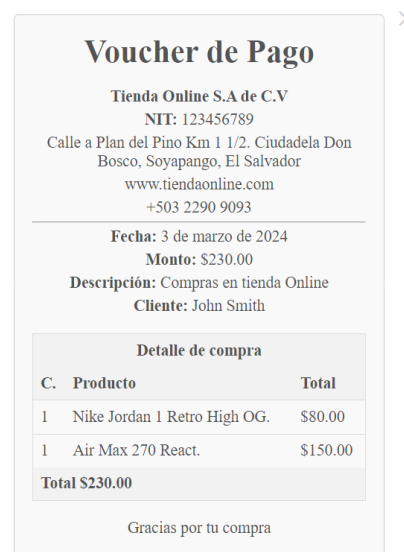 Voucher de Pago
Tienda Online S.A de C.V
NIT: 123456789
Calle a Plan del Pino Km 1 1/2. Ciudadela Don
Bosco, Soyapango, El Salvador
www.tiendaonline.com
+503 2290 9093
Fecha: 3 de marzo de 2024
Monto: $230.00
Descripción: Compras en tienda Online
Cliente: John Smith
Detalle de compra
C. Producto Total
1 Nike Jordan 1 Retro High OG. $80.00
1 Air Max 270 React. $150.00
Total $230.00
Gracias por tu compra